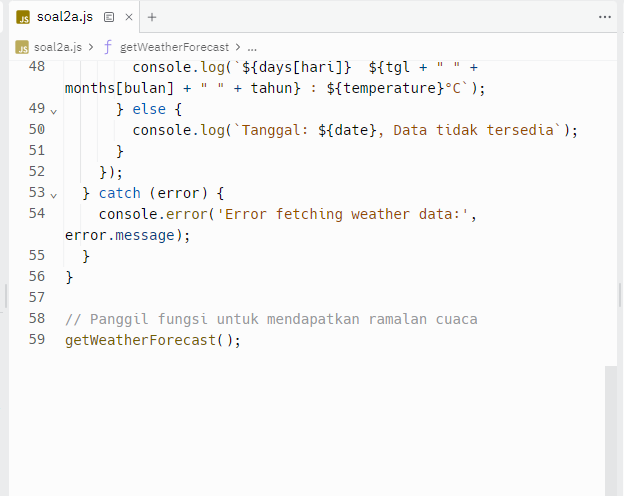 JS soal2a.js
JS soal2a.js > getWeatherForecast > ...
48 console.log(`${days[hari]}  ${tgl + " " +
months[bulan] + " " + tahun} : ${temperature}°C`);
49 } else {
50 console.log(`Tanggal: ${date}, Data tidak tersedia`);
51 }
52 });
53 } catch (error) {
54 console.error('Error fetching weather data:',
error.message);
55 }
56 }
57
58 // Panggil fungsi untuk mendapatkan ramalan cuaca
59 getWeatherForecast();